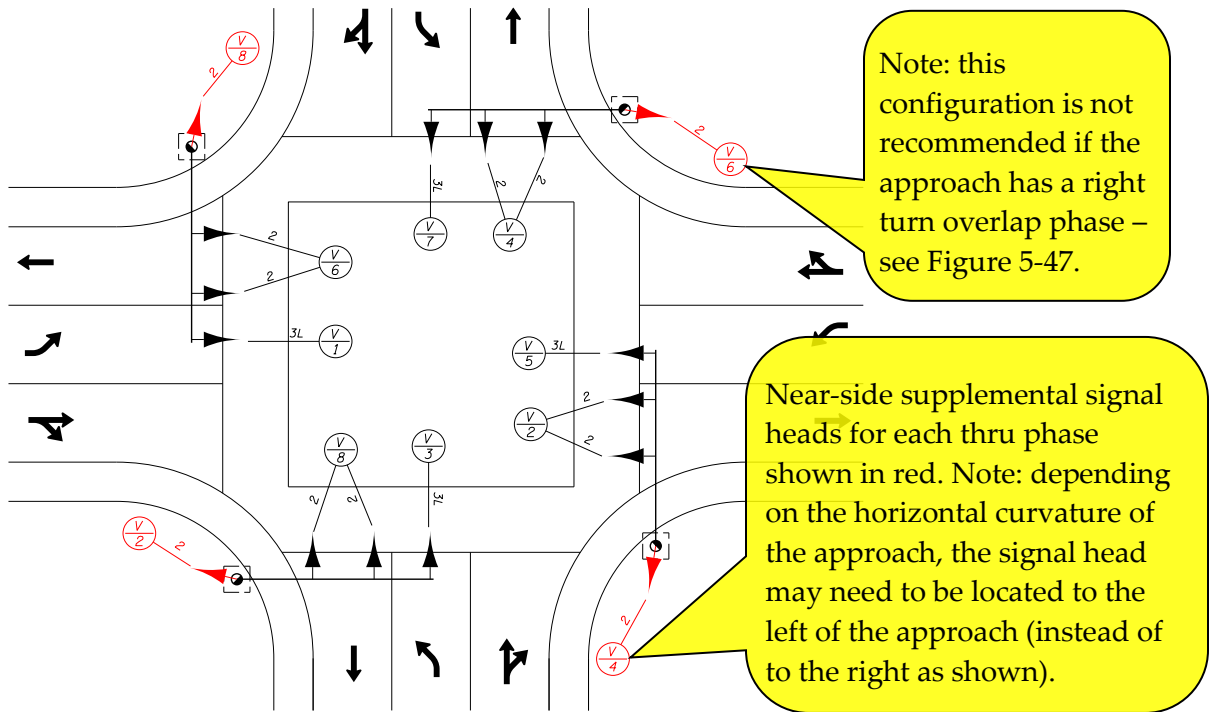 V
8
2
Note: this
configuration is not
recommended if the
approach has a right
turn overlap phase –
see Figure 5-47.
2
V
6
3L
2
2
V
7
V
4
2
V
6
2
3L
V
1
V
5
3L
2
V
2
2
V
8
V
3
2
2
3L
V
2
2
2
V
4
Near-side supplemental signal
heads for each thru phase
shown in red. Note: depending
on the horizontal curvature of
the approach, the signal head
may need to be located to the
left of the approach (instead of
to the right as shown).